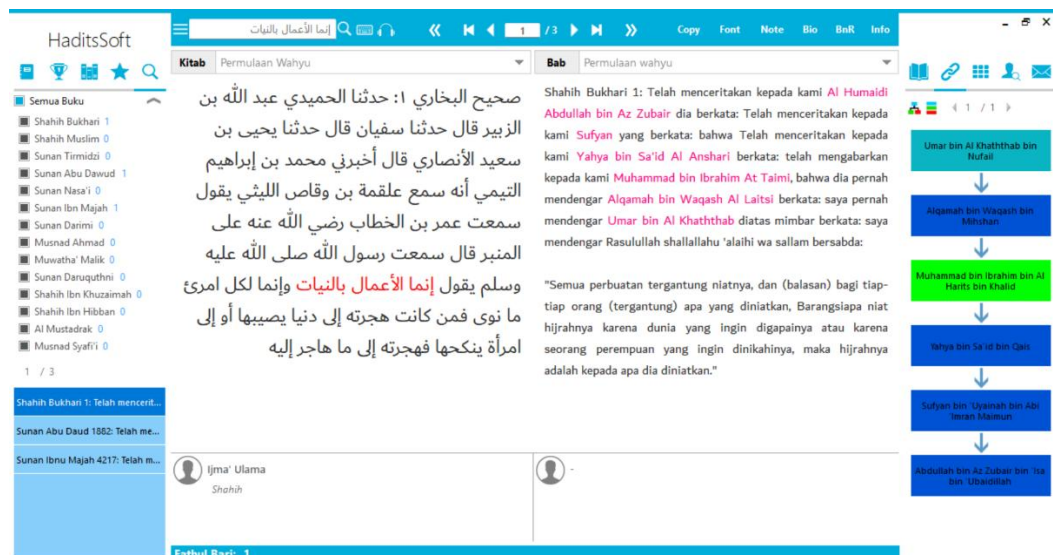 HaditsSoft
إنما الأعمال بالنيات
1 / 3
Copy Font Note Bio BnR Info
Semua Buku
Shahih Bukhari 1
Shahih Muslim 0
Sunan Tirmidzi 0
Sunan Abu Dawud 1
Sunan Nasa'i 0
Sunan Ibn Majah 1
Sunan Darimi 0
Musnad Ahmad 0
Muwatha' Malik 0
Sunan Daruquthni 0
Shahih Ibn Khuzaimah 0
Shahih Ibn Hibban 0
Al Mustadrak 0
Musnad Syafi'i 0
1 / 3
Shahih Bukhari 1: Telah mencerit...
Sunan Abu Daud 1882: Telah me...
Sunan Ibnu Majah 4217: Telah m...
Kitab Permulaan Wahyu
صحيح البخاري ١: حدثنا الحميدي عبد الله بن
الزبير قال حدثنا سفيان قال حدثنا يحيى بن
سعيد الأنصاري قال أخبرني محمد بن إبراهيم
التيمي أنه سمع علقمة بن وقاص الليثي يقول
سمعت عمر بن الخطاب رضي الله عنه على
المنبر قال سمعت رسول الله صلى الله عليه
وسلم يقول إنما الأعمال بالنيات وإنما لكل امرئ
ما نوى فمن كانت هجرته إلى دنيا يصيبها أو إلى
امرأة ينكحها فهجرته إلى ما هاجر إليه
Bab Permulaan wahyu
Shahih Bukhari 1: Telah menceritakan kepada kami Al Humaidi
Abdullah bin Az Zubair dia berkata: Telah menceritakan kepada
kami Sufyan yang berkata: bahwa Telah menceritakan kepada
kami Yahya bin Sa'id Al Anshari berkata: telah mengabarkan
kepada kami Muhammad bin Ibrahim At Taimi, bahwa dia pernah
mendengar Alqamah bin Waqash Al Laitsi berkata: saya pernah
mendengar Umar bin Al Khaththab diatas mimbar berkata: saya
mendengar Rasulullah shallallahu 'alaihi wa sallam bersabda:
"Semua perbuatan tergantung niatnya, dan (balasan) bagi tiap-
tiap orang (tergantung) apa yang diniatkan, Barangsiapa niat
hijrahnya karena dunia yang ingin digapainya atau karena
seorang perempuan yang ingin dinikahinya, maka hijrahnya
adalah kepada apa dia diniatkan."
Ijma' Ulama
Shahih
-
Fathul Bari: 1
1 / 1
Umar bin Al Khaththab bin
Nufail
Alqamah bin Waqash bin
Mihshan
Muhammad bin Ibrahim bin Al
Harits bin Khalid
Yahya bin Sa'id bin Qais
Sufyan bin 'Uyainah bin Abi
'Imran Maimun
Abdullah bin Az Zubair bin 'Isa
bin 'Ubaidillah